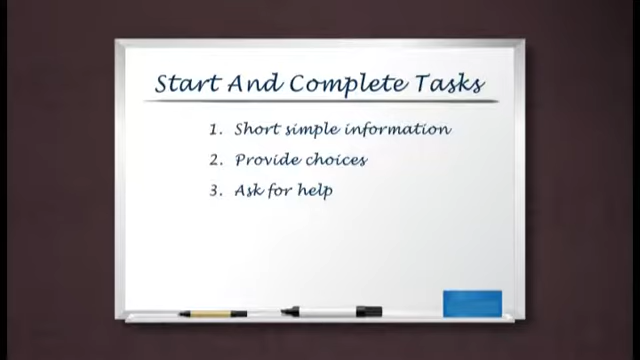 Start And Complete Tasks
1. Short simple information
2. Provide choices
3. Ask for help